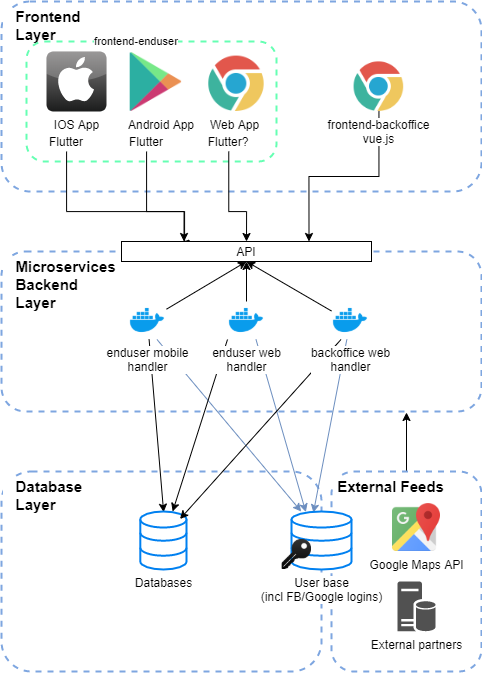 Frontend
Layer
frontend-enduser
IOS App
Flutter
Android App
Flutter
Web App
Flutter?
frontend-backoffice
vue.js
API
Microservices
Backend
Layer
enduser mobile
handler
enduser web
handler
backoffice web
handler
Database
Layer
External Feeds
G
Google Maps API
Databases
User base
(incl FB/Google logins)
External partners